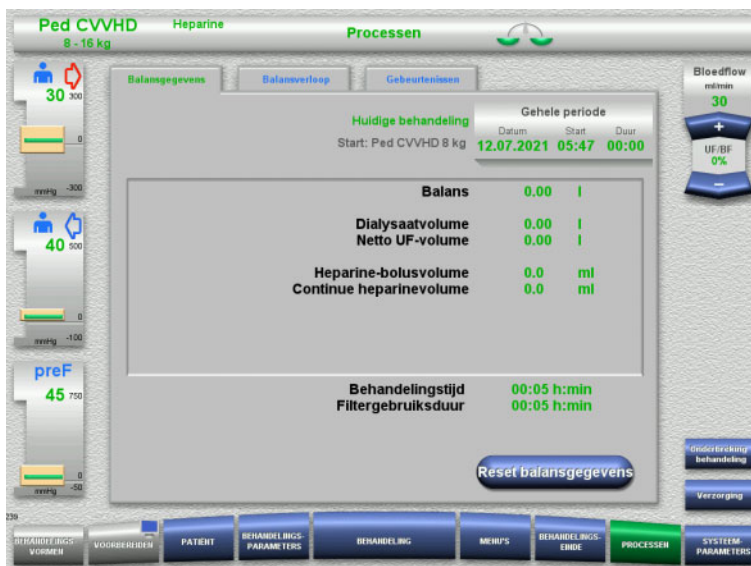 Ped CVVHD Heparine Processen
8 - 16 kg
30 300
0
mmHg -300
40 500
0
mmHg -100
preF
45 750
0
mmHg -50
Balansgegevens Balansverloop Gebeurtenissen
Huidige behandeling
Start: Ped CVVHD 8 kg
Gehele periode
Datum Start Duur
12.07.2021 05:47 00:00
Balans 0.00 l
Dialysaatvolume 0.00 l
Netto UF-volume 0.00 l
Heparine-bolusvolume 0.0 ml
Continue heparinevolume 0.0 ml
Behandelingstijd 00:05 h:min
Filtergebruiksduur 00:05 h:min
Reset balansgegevens
Bloedflow
ml/min
30
+
UF/BF
0%
–
Onderbreking
behandeling
Verzorging
239
BEHANDELINGS-
VORMEN
VOORBEREIDEN
PATIËNT
BEHANDELINGS-
PARAMETERS
BEHANDELING
MENU'S
BEHANDELINGS-
EINDE
PROCESSEN
SYSTEEM-
PARAMETERS